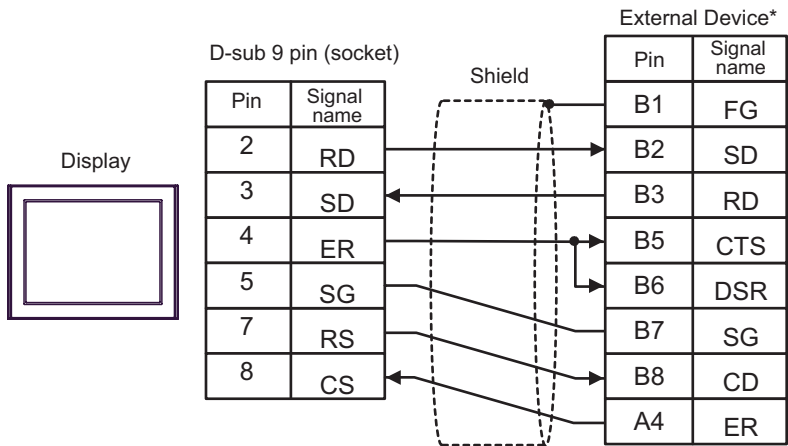 External Device*
D-sub 9 pin (socket)
Shield
Display
Pin Signal name
2 RD
3 SD
4 ER
5 SG
7 RS
8 CS
Pin Signal name
B1 FG
B2 SD
B3 RD
B5 CTS
B6 DSR
B7 SG
B8 CD
A4 ER